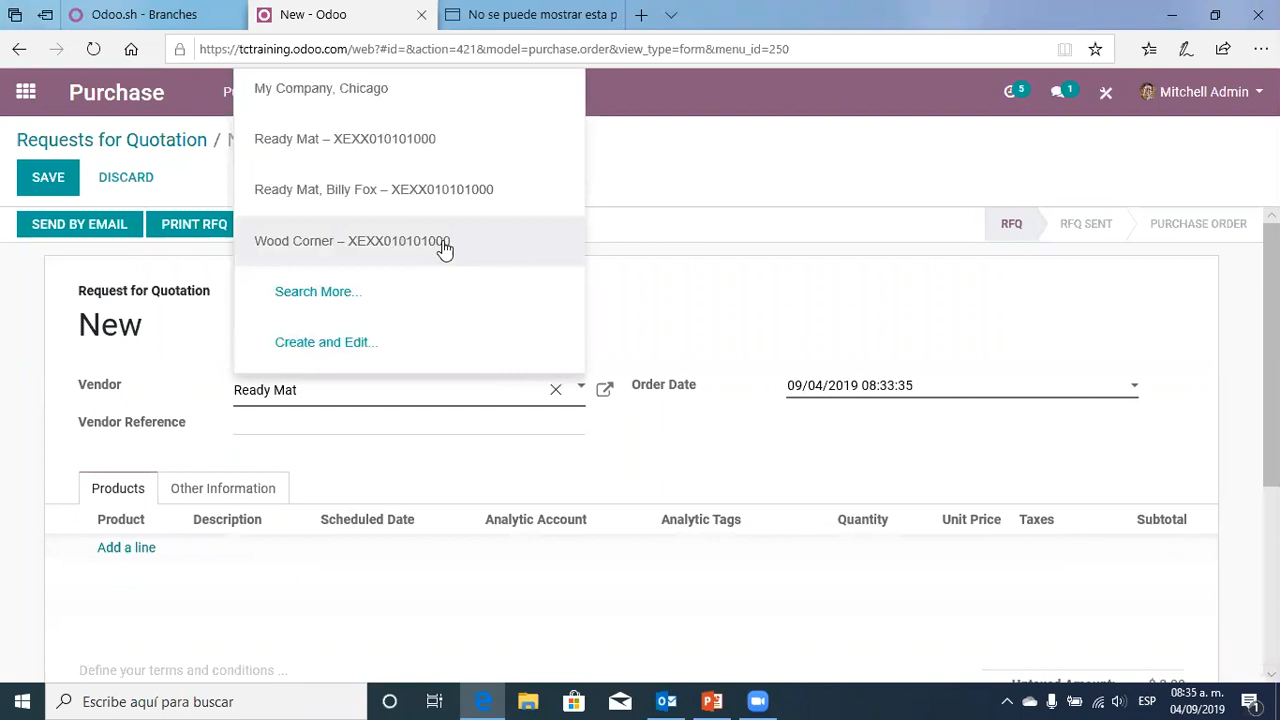 Odoo.sh - Branches
New - Odoo
No se puede mostrar esta p
https://tctraining.odoo.com/web?#id=&action=421&model=purchase.order&view_type=form&menu_id=250
Purchase
5
1
Mitchell Admin
My Company, Chicago
Ready Mat – XEXX010101000
Ready Mat, Billy Fox – XEXX010101000
Wood Corner – XEXX010101000
Search More...
Create and Edit...
Requests for Quotation /
SAVE
DISCARD
SEND BY EMAIL
PRINT RFQ
RFQ
RFQ SENT
PURCHASE ORDER
Request for Quotation
New
Vendor
Ready Mat
Order Date
09/04/2019 08:33:35
Vendor Reference
Products
Other Information
Product Description Scheduled Date Analytic Account Analytic Tags Quantity Unit Price Taxes Subtotal
Add a line
Define your terms and conditions ...
Untaxed Amount:
Escribe aquí para buscar
ESP
08:35 a. m.
04/09/2019
1